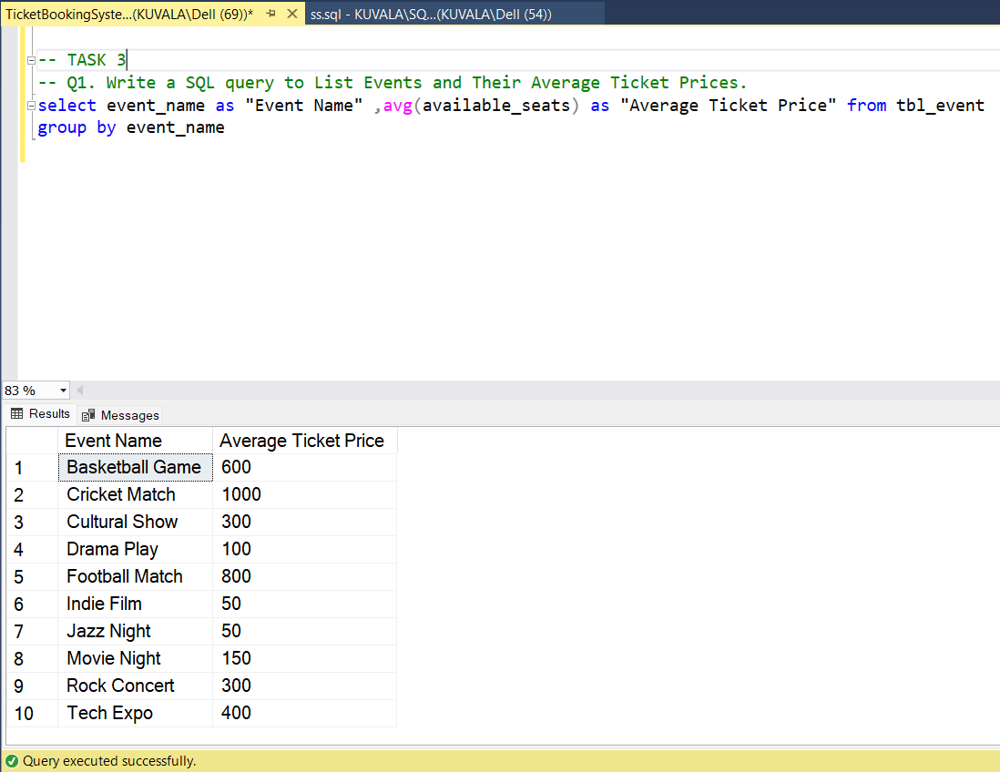 TicketBookingSyste...(KUVALA\Dell (69))* ss.sql - KUVALA\SQ...(KUVALA\Dell (54))
-- TASK 3
-- Q1. Write a SQL query to List Events and Their Average Ticket Prices.
select event_name as "Event Name" ,avg(available_seats) as "Average Ticket Price" from tbl_event
group by event_name
83 %
Results Messages
Event Name Average Ticket Price
1 Basketball Game 600
2 Cricket Match 1000
3 Cultural Show 300
4 Drama Play 100
5 Football Match 800
6 Indie Film 50
7 Jazz Night 50
8 Movie Night 150
9 Rock Concert 300
10 Tech Expo 400
Query executed successfully.